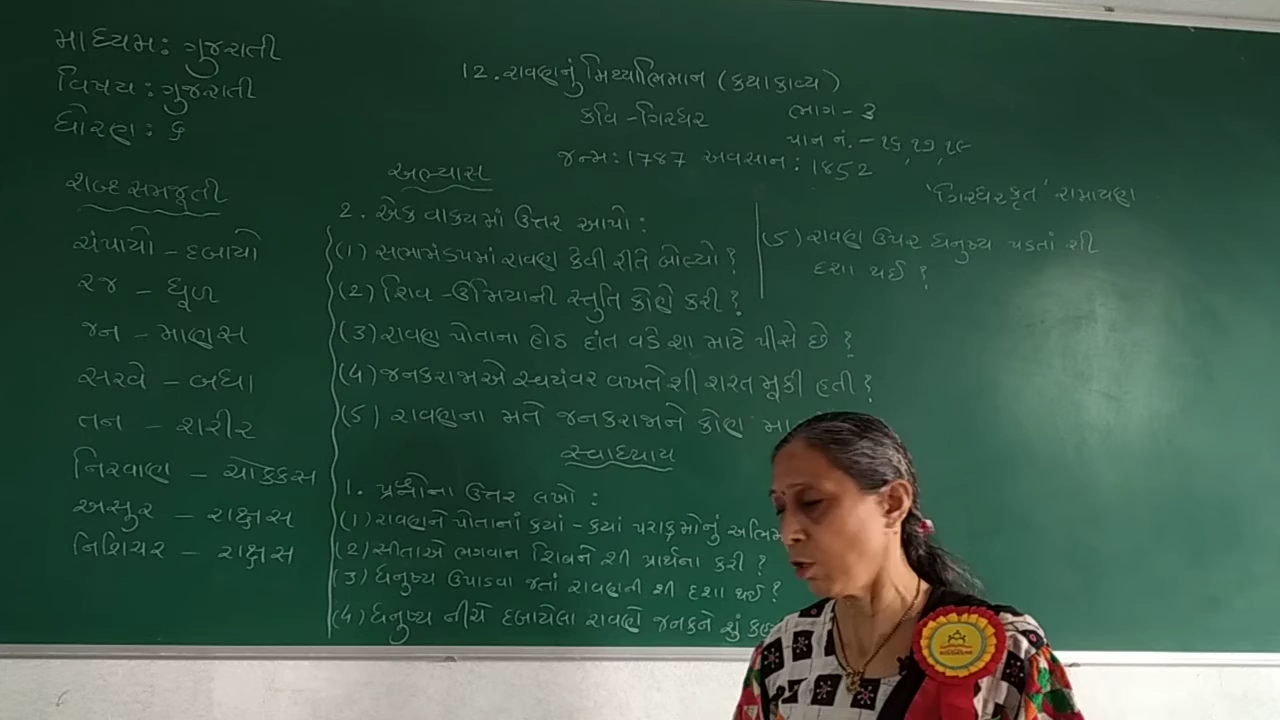 માધ્યમ : ગુજરાતી
વિષય : ગુજરાતી
ધોરણ : ૬
12. રાવણનું મિથ્યાભિમાન (કથાકાવ્ય)
કવિ - ગિરધર
ભાગ - 3
પાન નં. - ૧૬, ૧૭, ૧૮
જન્મ : 1787 અવસાન : 1852
'ગિરધરકૃત' રામાયણ
શબ્દ સમજૂતી
ચંપાયો - દબાયો
રજ - ધૂળ
જન - માણસ
સરવે - બધા
તન - શરીર
નિરવાણ - ચોક્કસ
અસુર - રાક્ષસ
નિશિચર - રાક્ષસ
અભ્યાસ
2. એક વાક્યમાં ઉત્તર આપો :
(1) સભામંડપમાં રાવણ કેવી રીતે બોલ્યો ?
(2) શિવ - ઉમિયાની સ્તુતિ કોણે કરી ?
(3) રાવણ પોતાના હોઠ દાંત વડે શા માટે પીસે છે ?
(4) જનકરાજાએ સ્વયંવર વખતે શી શરત મૂકી હતી ?
(5) રાવણના મતે જનકરાજાને કોણ
(5) રાવણ ઉપર ધનુષ્ય પડતાં શી
દશા થઈ ?
સ્વાધ્યાય
1. પ્રશ્નોના ઉત્તર લખો :
(1) રાવણને પોતાનાં કયાં - કયાં પરાક્રમોનું
(2) સીતાએ ભગવાન શિવને શી પ્રાર્થના કરી ?
(3) ધનુષ્ય ઉપાડવા જતાં રાવણની શી દશા થઈ ?
(4) ધનુષ્ય નીચે દબાયેલા રાવણે જનકને શું